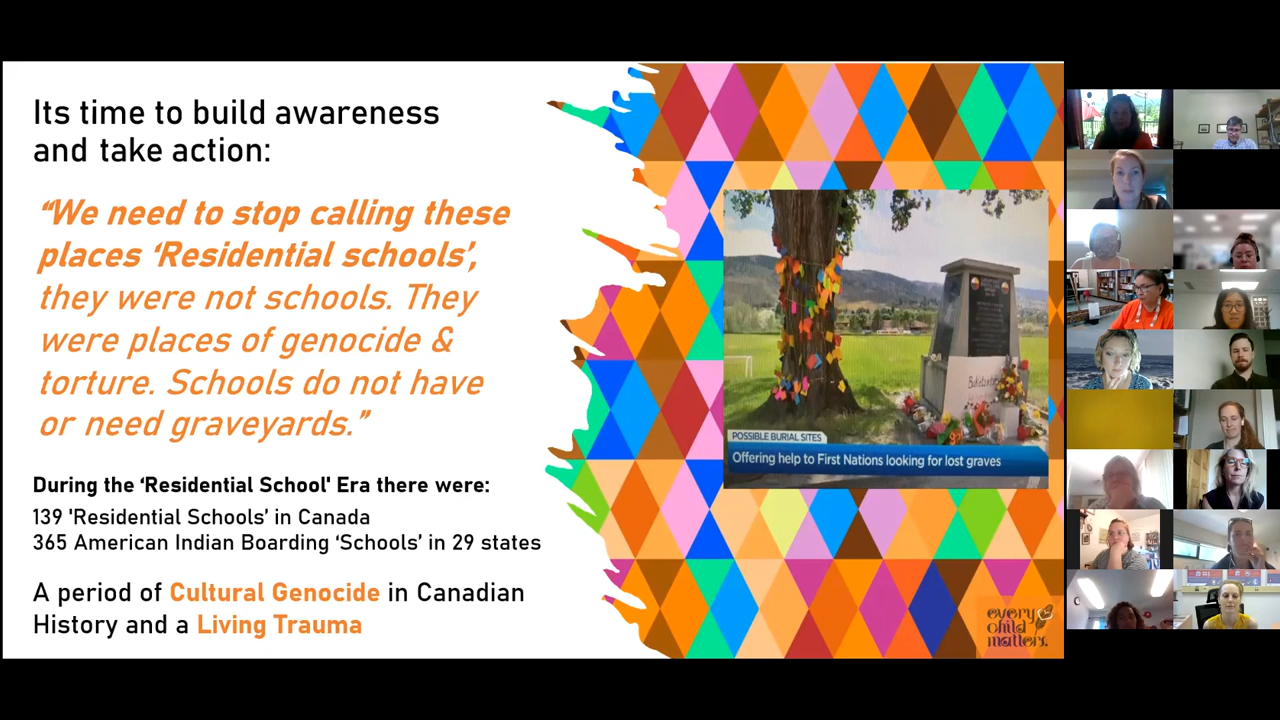 Its time to build awareness
and take action:
“We need to stop calling these
places ‘Residential schools’,
they were not schools. They
were places of genocide &
torture. Schools do not have
or need graveyards.”
During the ‘Residential School' Era there were:
139 'Residential Schools’ in Canada
365 American Indian Boarding ‘Schools’ in 29 states
A period of Cultural Genocide in Canadian
History and a Living Trauma
POSSIBLE BURIAL SITES
Offering help to First Nations looking for lost graves
every
child
matters.